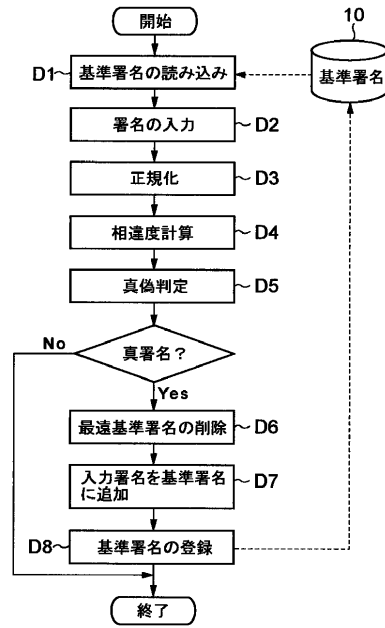 開始
10
D1
基準署名の読み込み
基準署名
署名の入力
D2
正規化
D3
相違度計算
D4
真偽判定
D5
No
真署名？
Yes
最遠基準署名の削除
D6
入力署名を基準署名
に追加
D7
D8
基準署名の登録
終了